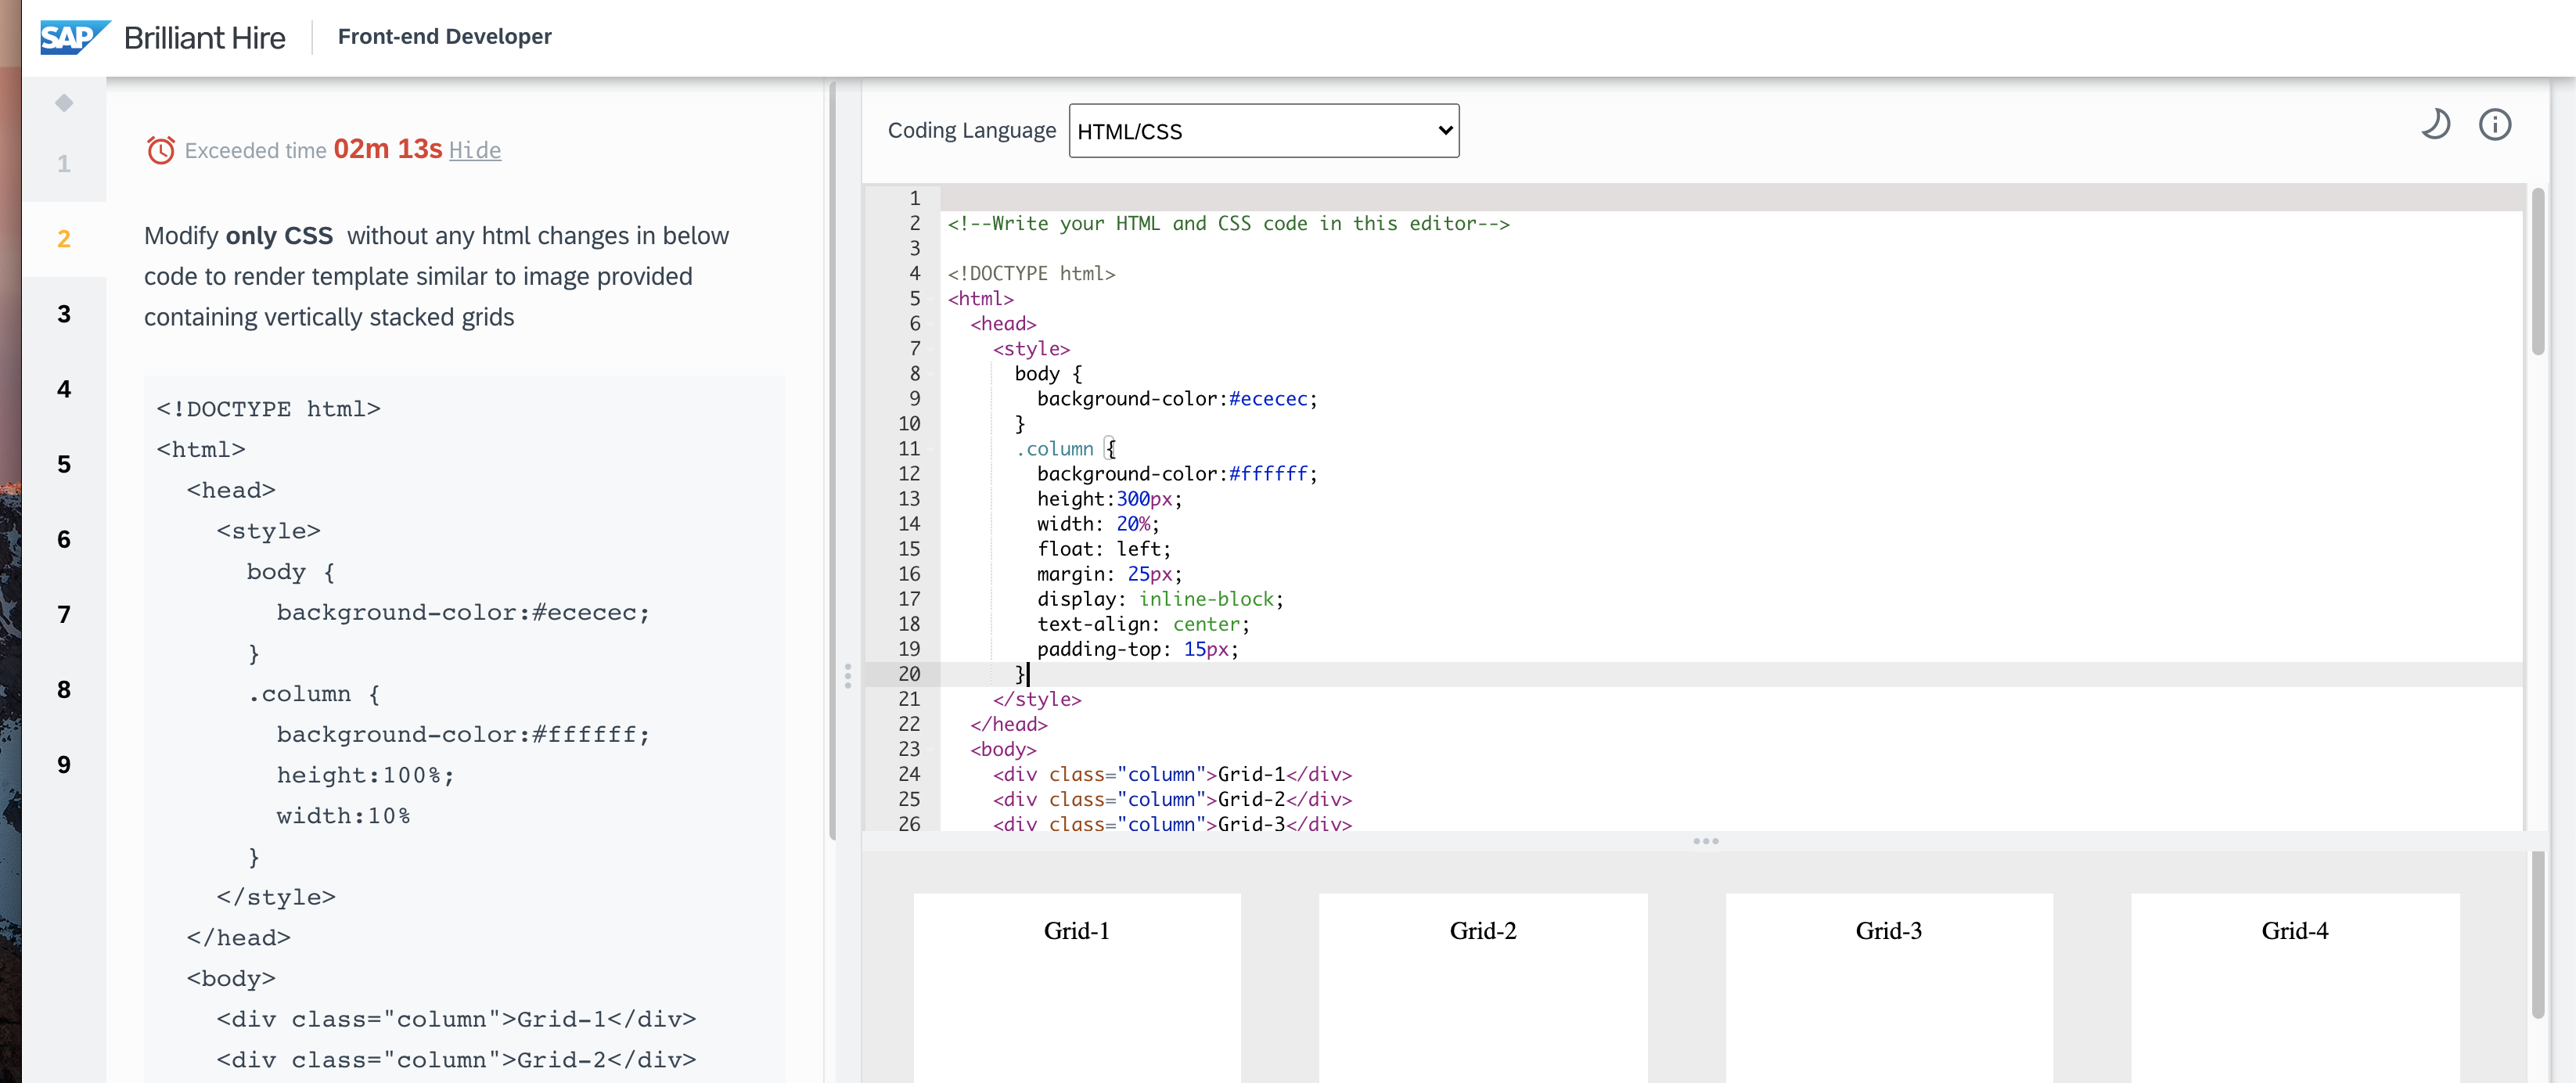 SAP Brilliant Hire Front-end Developer
1
2
3
4
5
6
7
8
9
Exceeded time 02m 13s Hide
Modify only CSS without any html changes in below
code to render template similar to image provided
containing vertically stacked grids
<!DOCTYPE html>
<html>
<head>
<style>
body {
background-color:#ececec;
}
.column {
background-color:#ffffff;
height:100%;
width:10%
}
</style>
</head>
<body>
<div class="column">Grid-1</div>
<div class="column">Grid-2</div>
Coding Language HTML/CSS
1
2 <!--Write your HTML and CSS code in this editor-->
3
4 <!DOCTYPE html>
5 <html>
6 <head>
7 <style>
8 body {
9 background-color:#ececec;
10 }
11 .column {
12 background-color:#ffffff;
13 height:300px;
14 width: 20%;
15 float: left;
16 margin: 25px;
17 display: inline-block;
18 text-align: center;
19 padding-top: 15px;
20 }
21 </style>
22 </head>
23 <body>
24 <div class="column">Grid-1</div>
25 <div class="column">Grid-2</div>
26 <div class="column">Grid-3</div>
Grid-1 Grid-2 Grid-3 Grid-4